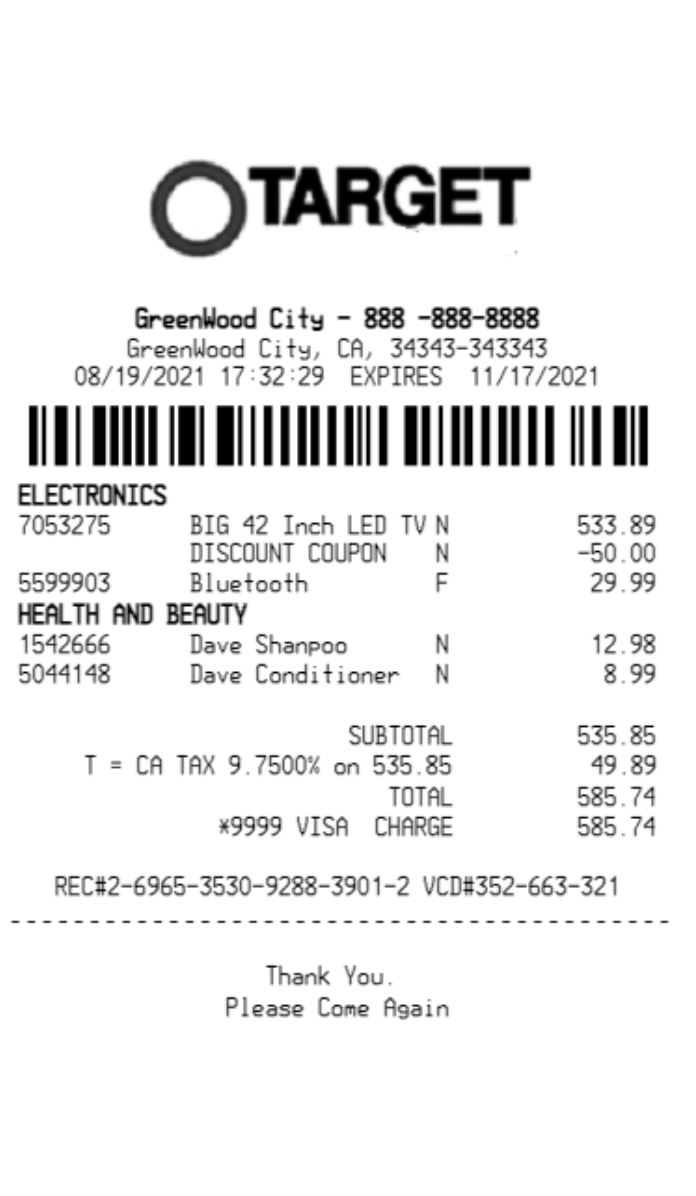 TARGET
GreenWood City - 888 -888-8888
GreenWood City, CA, 34343-343343
08/19/2021 17:32:29 EXPIRES 11/17/2021
ELECTRONICS
7053275 BIG 42 Inch LED TV N 533.89
DISCOUNT COUPON N -50.00
5599903 Bluetooth F 29.99
HEALTH AND BEAUTY
1542666 Dave Shanpoo N 12.98
5044148 Dave Conditioner N 8.99
SUBTOTAL 535.85
T = CA TAX 9.7500% on 535.85 49.89
TOTAL 585.74
*9999 VISA CHARGE 585.74
REC#2-6965-3530-9288-3901-2 VCD#352-663-321
Thank You.
Please Come Again